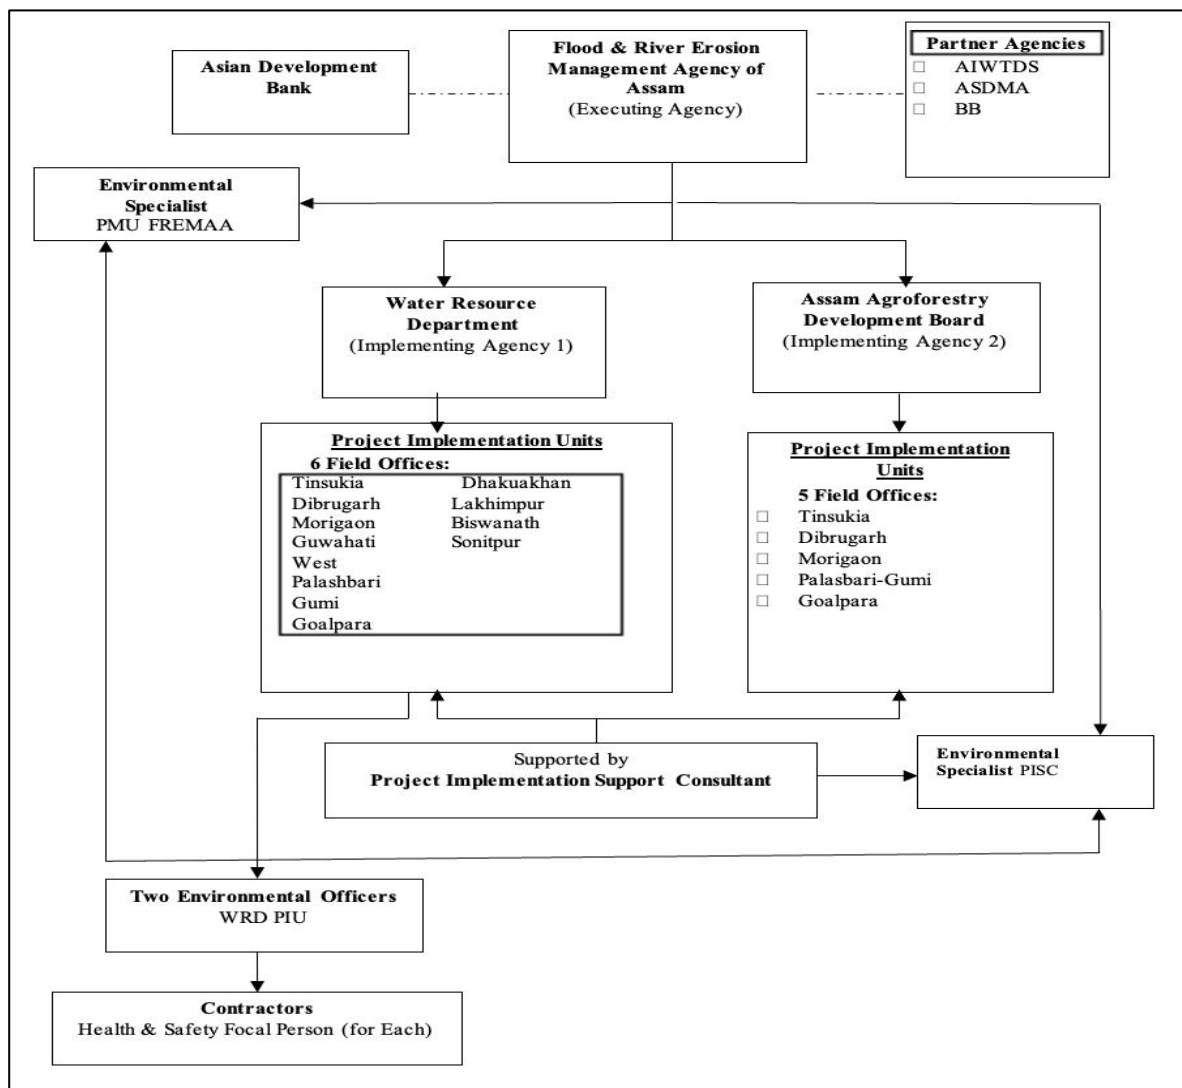 Asian Development
Bank
Flood & River Erosion
Management Agency of
Assam
(Executing Agency)
Partner Agencies
□ AIWTDS
□ ASDMA
□ BB
Environmental
Specialist
PMU FREMAA
Water Resource
Department
(Implementing Agency 1)
Assam Agroforestry
Development Board
(Implementing Agency 2)
Project Implementation Units
6 Field Offices:
Tinsukia Dhakuakhan
Dibrugarh Lakhimpur
Morigaon Biswanath
Guwahati Sonitpur
West
Palashbari
Gumi
Goalpara
Project Implementation
Units
5 Field Offices:
□ Tinsukia
□ Dibrugarh
□ Morigaon
□ Palasbari-Gumi
□ Goalpara
Supported by
Project Implementation Support Consultant
Environmental
Specialist PISC
Two Environmental Officers
WRD PIU
Contractors
Health & Safety Focal Person (for Each)